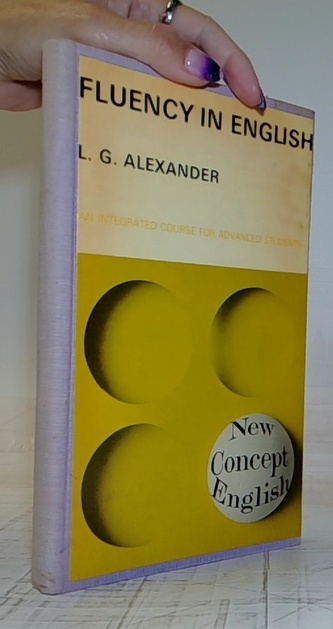 FLUENCY IN ENGLISH
L. G. ALEXANDER
AN INTEGRATED COURSE FOR ADVANCED STUDENTS
New
Concept
English